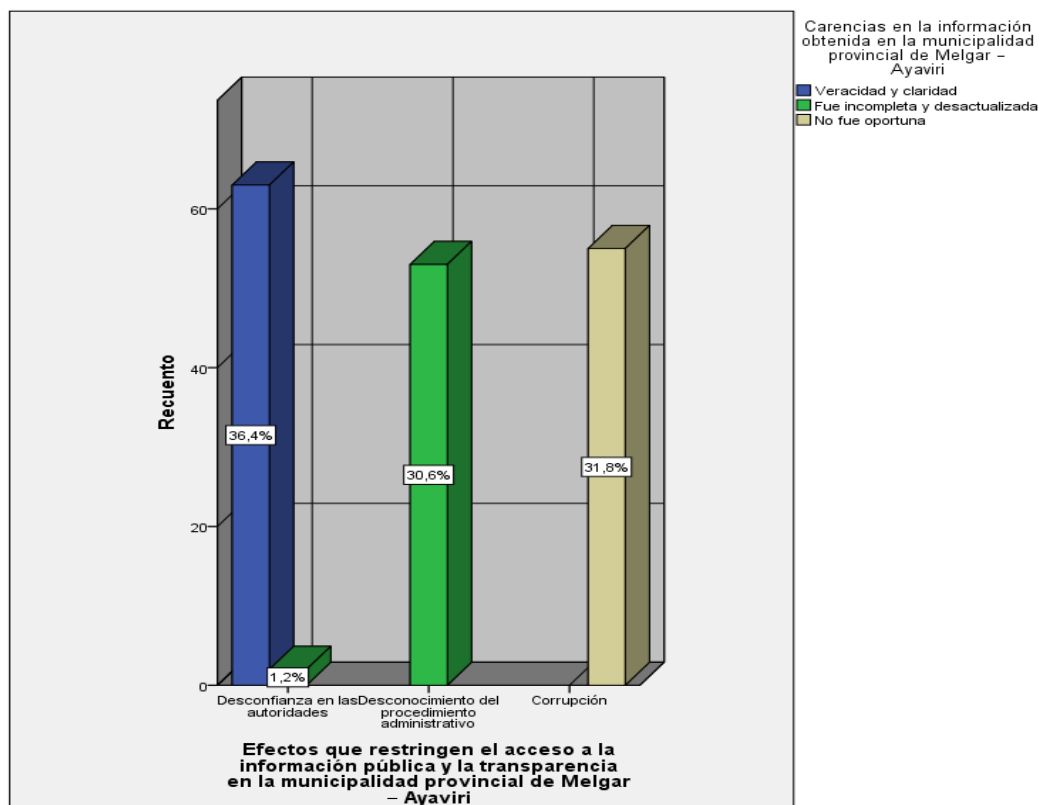 Carencias en la información
obtenida en la municipalidad
provincial de Melgar –
Ayaviri
Veracidad y claridad
Fue incompleta y desactualizada
No fue oportuna
Recuento
60
40
20
0
36,4%
1,2%
30,6%
31,8%
Desconfianza en las
autoridades
Desconocimiento del
procedimiento
administrativo
Corrupción
Efectos que restringen el acceso a la
información pública y la transparencia
en la municipalidad provincial de Melgar
– Ayaviri